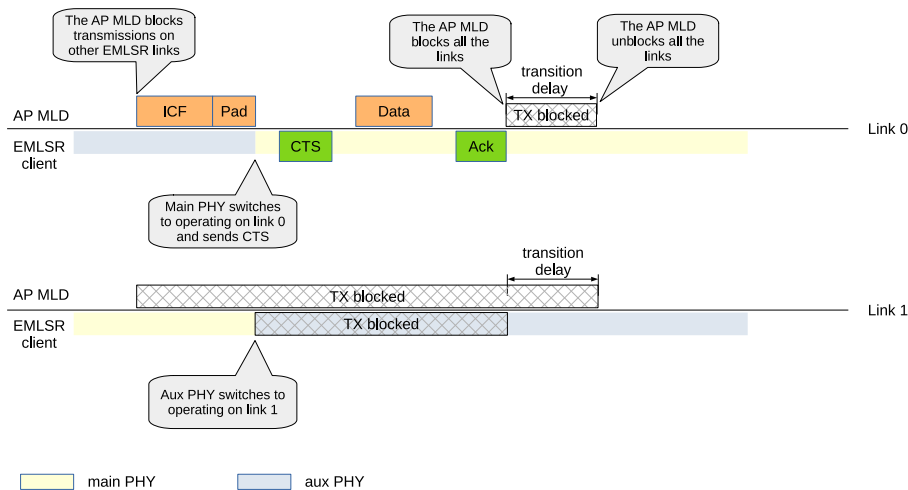 The AP MLD blocks
transmissions on
other EMLSR links
The AP MLD
blocks all the
links
The AP MLD
unblocks all the
links
transition
delay
AP MLD
ICF
Pad
Data
TX blocked
Link 0
EMLSR
client
CTS
Ack
Main PHY switches
to operating on link 0
and sends CTS
transition
delay
AP MLD
TX blocked
Link 1
EMLSR
client
TX blocked
Aux PHY switches to
operating on link 1
main PHY
aux PHY